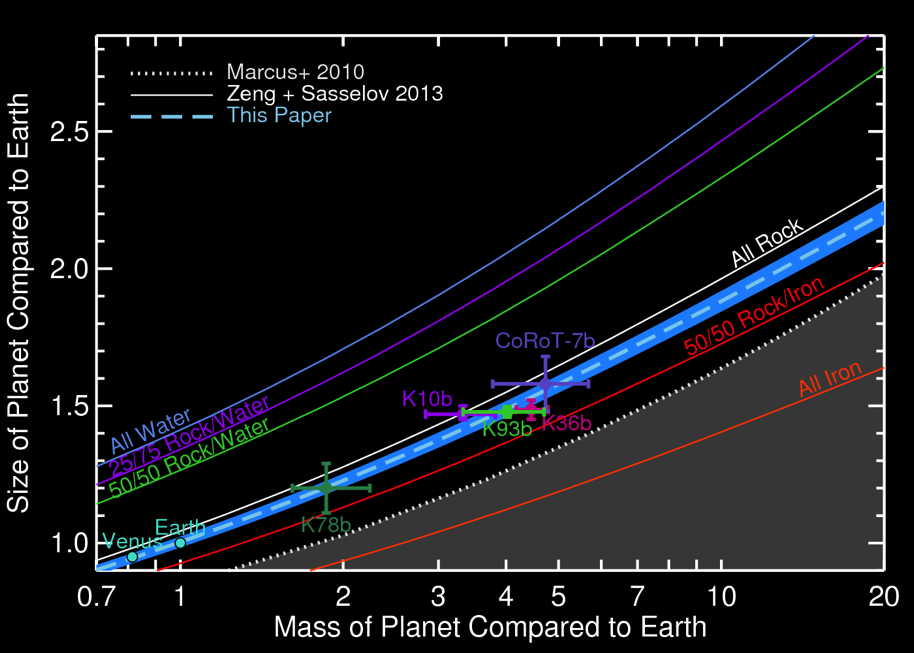 Marcus+ 2010
Zeng + Sasselov 2013
This Paper
Size of Planet Compared to Earth
2.5
2.0
1.5
1.0
All Rock
50/50 Rock/Iron
All Iron
CoRoT-7b
K10b
K36b
K93b
All Water
25/75 Rock/Water
50/50 Rock/Water
K78b
Earth
Venus
0.7 1 2 3 4 5 7 10 20
Mass of Planet Compared to Earth